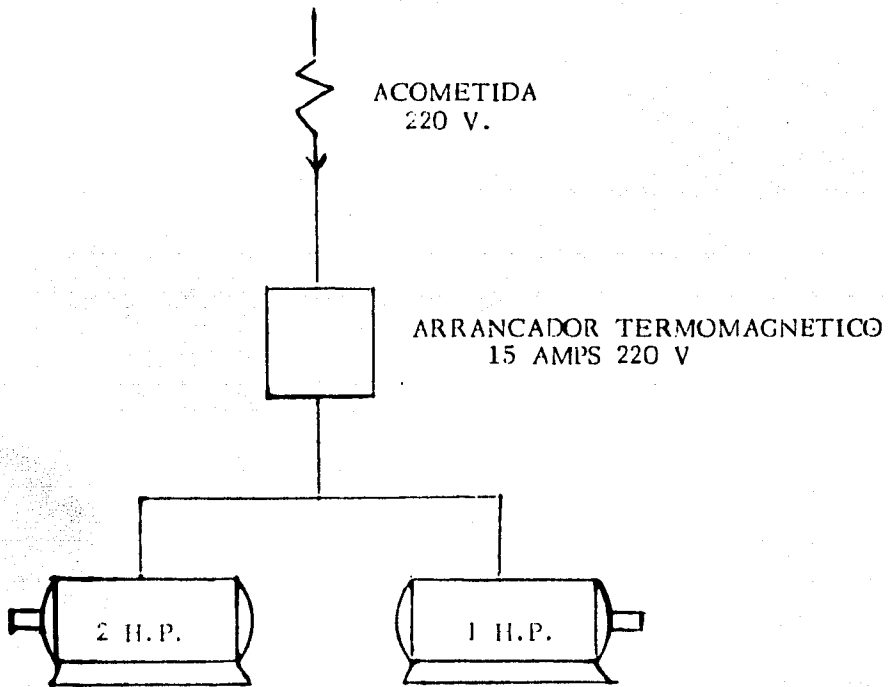 ACOMETIDA
220 V.
ARRANCADOR TERMOMAGNETICO
15 AMPS 220 V
2 H.P.
1 H.P.